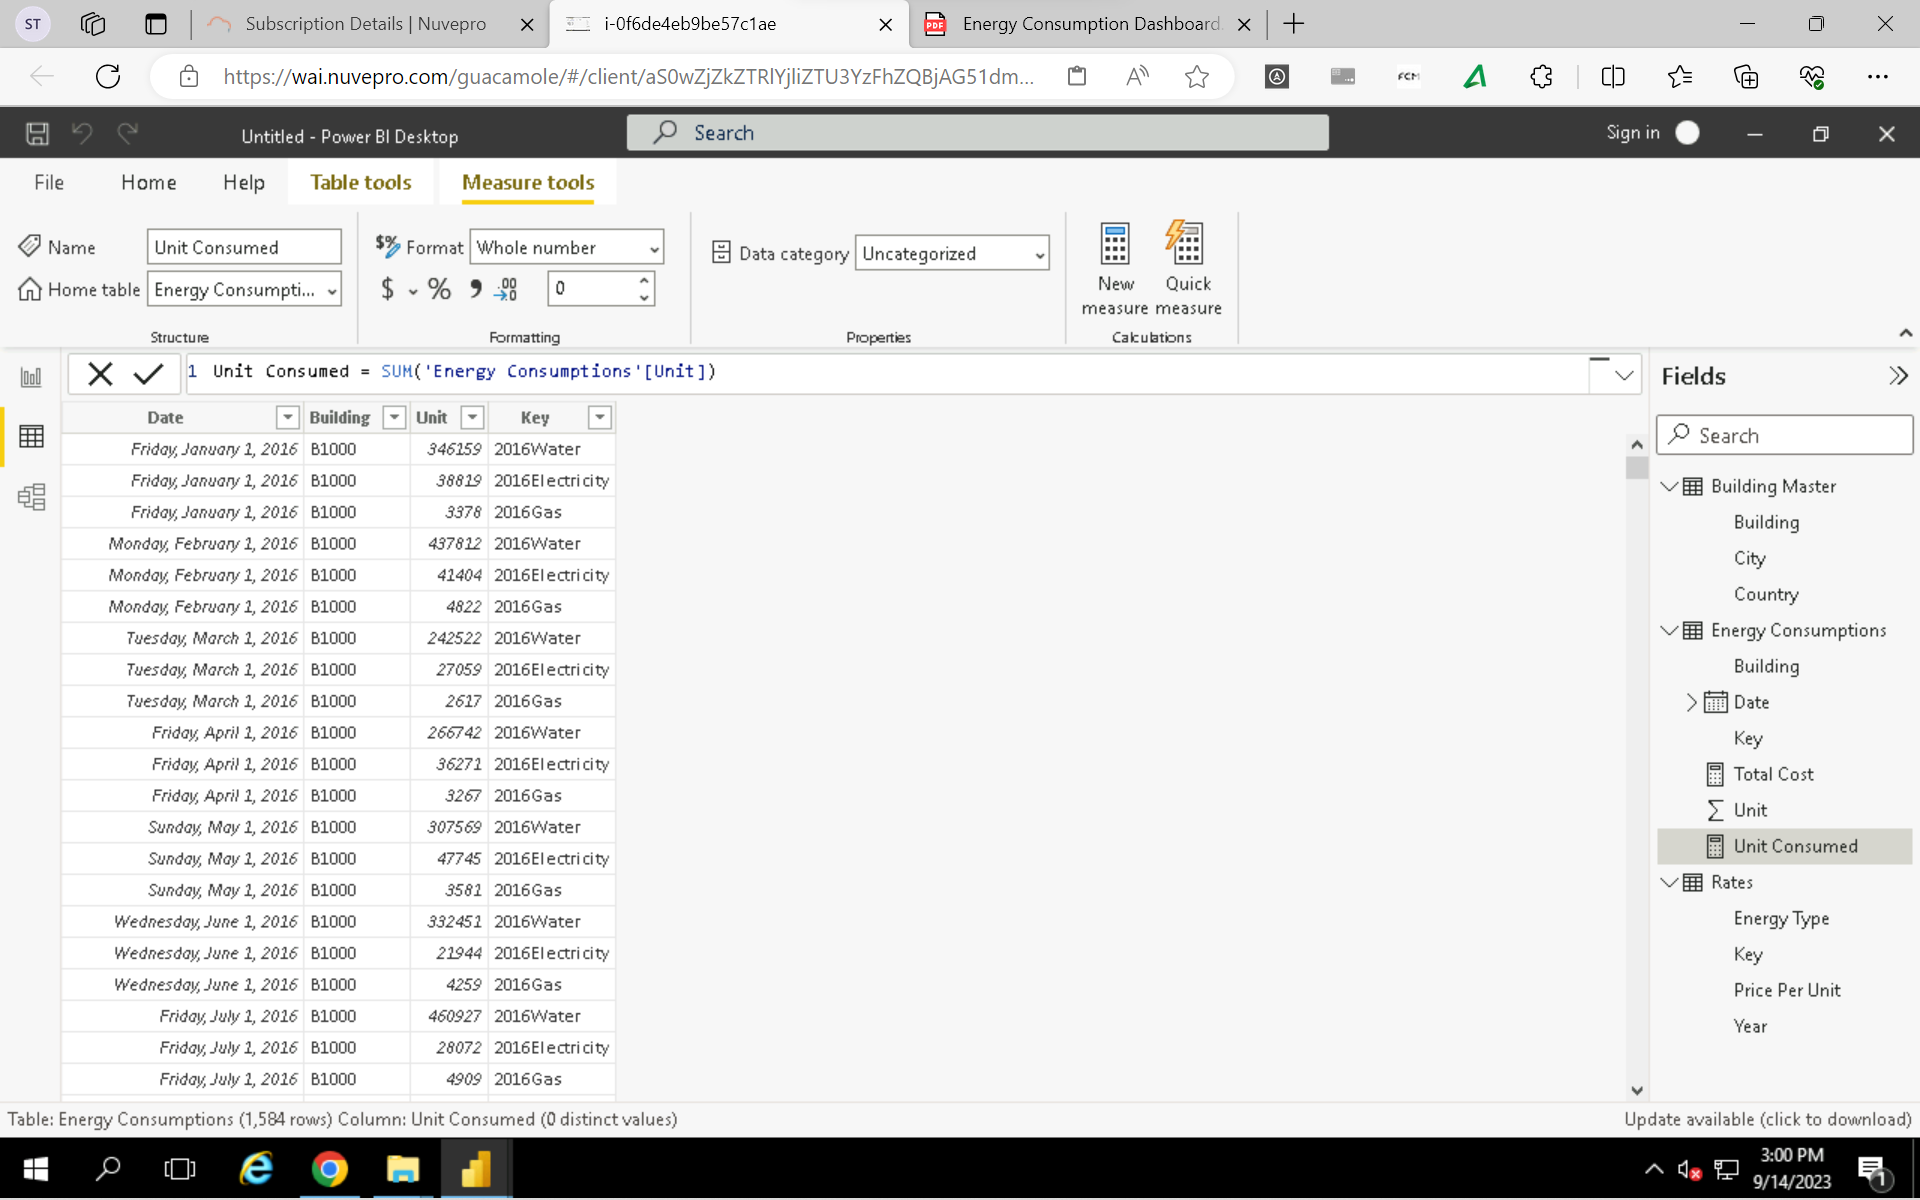 ST
Subscription Details | Nuvepro
i-0f6de4eb9be57c1ae
PDF
Energy Consumption Dashboard.
https://wai.nuvepro.com/guacamole/#/client/aS0wZjZkZTRlYjliZTU3YzFhZQBjAG51dm...
FCM
Untitled - Power BI Desktop
Search
Sign in
File
Home
Help
Table tools
Measure tools
Name
Unit Consumed
Format
Whole number
Data category
Uncategorized
Home table
Energy Consumpti...
$
%
0
New measure
Quick measure
Structure
Formatting
Properties
Calculations
1 Unit Consumed = SUM('Energy Consumptions'[Unit])
Date Building Unit Key
Friday, January 1, 2016 B1000 346159 2016Water
Friday, January 1, 2016 B1000 38819 2016Electricity
Friday, January 1, 2016 B1000 3378 2016Gas
Monday, February 1, 2016 B1000 437812 2016Water
Monday, February 1, 2016 B1000 41404 2016Electricity
Monday, February 1, 2016 B1000 4822 2016Gas
Tuesday, March 1, 2016 B1000 242522 2016Water
Tuesday, March 1, 2016 B1000 27059 2016Electricity
Tuesday, March 1, 2016 B1000 2617 2016Gas
Friday, April 1, 2016 B1000 266742 2016Water
Friday, April 1, 2016 B1000 36271 2016Electricity
Friday, April 1, 2016 B1000 3267 2016Gas
Sunday, May 1, 2016 B1000 307569 2016Water
Sunday, May 1, 2016 B1000 47745 2016Electricity
Sunday, May 1, 2016 B1000 3581 2016Gas
Wednesday, June 1, 2016 B1000 332451 2016Water
Wednesday, June 1, 2016 B1000 21944 2016Electricity
Wednesday, June 1, 2016 B1000 4259 2016Gas
Friday, July 1, 2016 B1000 460927 2016Water
Friday, July 1, 2016 B1000 28072 2016Electricity
Friday, July 1, 2016 B1000 4909 2016Gas
Fields
Search
Building Master
Building
City
Country
Energy Consumptions
Building
Date
Key
Total Cost
Unit
Unit Consumed
Rates
Energy Type
Key
Price Per Unit
Year
Table: Energy Consumptions (1,584 rows) Column: Unit Consumed (0 distinct values)
Update available (click to download)
3:00 PM
9/14/2023
1